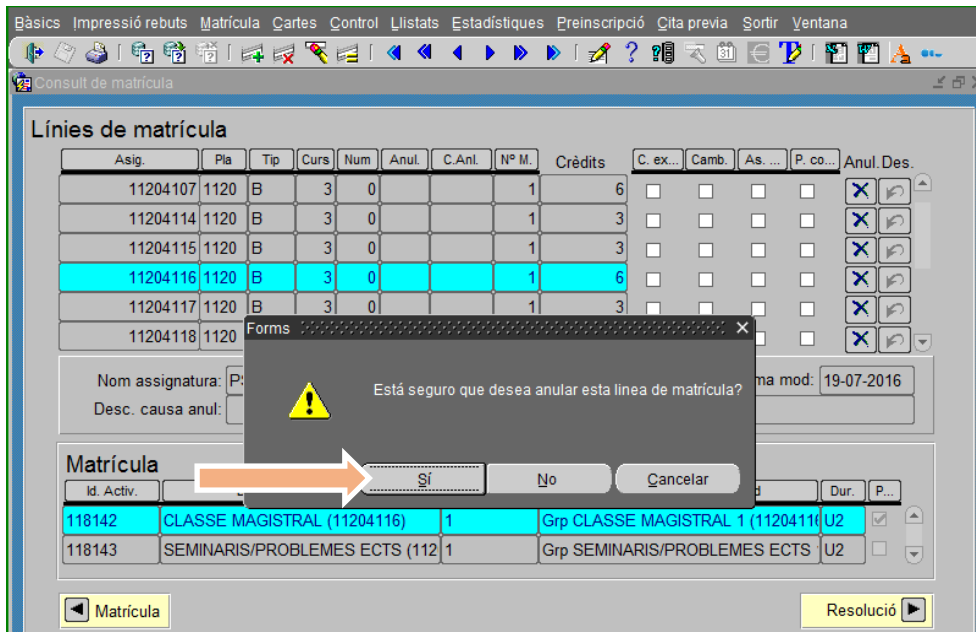 Bàsics Impressió rebuts Matrícula Cartes Control Llistats Estadístiques Preinscripció Cita previa Sortir Ventana
Consult de matrícula
Línies de matrícula
Asig. Pla Tip Curs Num Anul. C.Anl. Nº M. Crèdits C. ex... Camb. As. ... P. co... Anul. Des.
11204107 1120 B 3 0 1 6
11204114 1120 B 3 0 1 3
11204115 1120 B 3 0 1 3
11204116 1120 B 3 0 1 6
11204117 1120 B 3 0 1 3
11204118 1120
Forms
Nom assignatura: ma mod: 19-07-2016
Está seguro que desea anular esta linea de matrícula?
Desc. causa anul:
Sí No Cancelar
Matrícula
Id. Activ. Dur. P...
118142 CLASSE MAGISTRAL (11204116) 1 Grp CLASSE MAGISTRAL 1 (1120411 U2
118143 SEMINARIS/PROBLEMES ECTS (112 1 Grp SEMINARIS/PROBLEMES ECTS U2
Matrícula Resolució